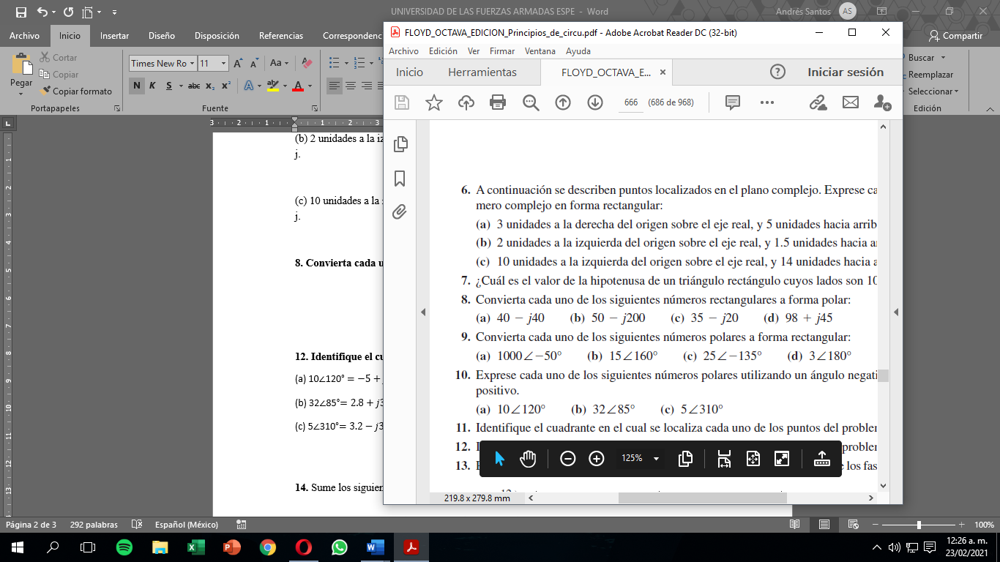 UNIVERSIDAD DE LAS FUERZAS ARMADAS ESPE - Word
Andrés Santos
AS
Archivo Inicio Insertar Diseño Disposición Referencias Correspondenc
Compartir
Pegar
Cortar
Copiar
Copiar formato
Portapapeles
Times New Ro 11
N K S abc x₂ x²
Fuente
Buscar
Reemplazar
Seleccionar
Edición
3 2 1 1 2 3
(b) 2 unidades a la iz
j.
(c) 10 unidades a la
j.
8. Convierta cada u
12. Identifique el cu
(a) 10∠120° = −5 +
(b) 32∠85°= 2.8 + j3
(c) 5∠310°= 3.2 − j3
14. Sume los siguien
FLOYD_OCTAVA_EDICION_Principios_de_circu.pdf - Adobe Acrobat Reader DC (32-bit)
Archivo Edición Ver Firmar Ventana Ayuda
Inicio Herramientas FLOYD_OCTAVA_E... Iniciar sesión
666 (686 de 968)
6. A continuación se describen puntos localizados en el plano complejo. Exprese ca
mero complejo en forma rectangular:
(a) 3 unidades a la derecha del origen sobre el eje real, y 5 unidades hacia arrib
(b) 2 unidades a la izquierda del origen sobre el eje real, y 1.5 unidades hacia a
(c) 10 unidades a la izquierda del origen sobre el eje real, y 14 unidades hacia a
7. ¿Cuál es el valor de la hipotenusa de un triángulo rectángulo cuyos lados son 10
8. Convierta cada uno de los siguientes números rectangulares a forma polar:
(a) 40 − j40 (b) 50 − j200 (c) 35 − j20 (d) 98 + j45
9. Convierta cada uno de los siguientes números polares a forma rectangular:
(a) 1000∠−50° (b) 15∠160° (c) 25∠−135° (d) 3∠180°
10. Exprese cada uno de los siguientes números polares utilizando un ángulo negati
positivo.
(a) 10∠120° (b) 32∠85° (c) 5∠310°
11. Identifique el cuadrante en el cual se localiza cada uno de los puntos del probler
12. problem
13. e los fas
125%
219.8 x 279.8 mm
Página 2 de 3 292 palabras Español (México) 100%
12:26 a. m.
23/02/2021